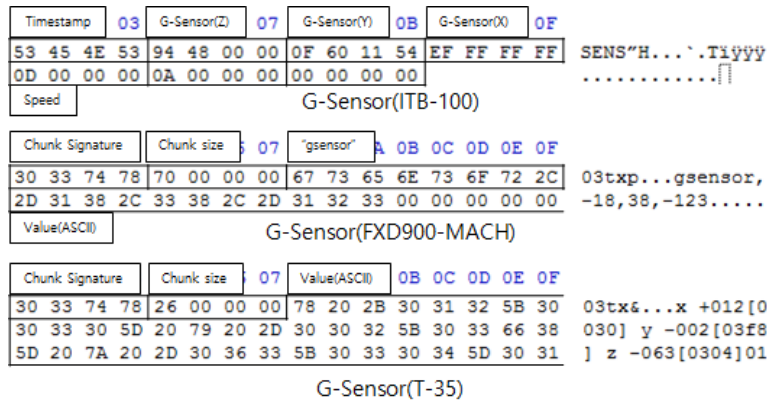 Timestamp 03 G-Sensor(Z) 07 G-Sensor(Y) 0B G-Sensor(X) 0F
53 45 4E 53 94 48 00 00 0F 60 11 54 EF FF FF FF SENS"H...`.Tïÿÿÿ
0D 00 00 00 0A 00 00 00 00 00 00 00 ............
Speed G-Sensor(ITB-100)
Chunk Signature Chunk size 07 "gsensor" A 0B 0C 0D 0E 0F
30 33 74 78 70 00 00 00 67 73 65 6E 73 6F 72 2C 03txp...gsensor,
2D 31 38 2C 33 38 2C 2D 31 32 33 00 00 00 00 00 -18,38,-123.....
Value(ASCII) G-Sensor(FXD900-MACH)
Chunk Signature Chunk size 07 Value(ASCII) 0B 0C 0D 0E 0F
30 33 74 78 26 00 00 00 78 20 2B 30 31 32 5B 30 03tx&...x +012[0
30 33 30 5D 20 79 20 2D 30 30 32 5B 30 33 66 38 030] y -002[03f8
5D 20 7A 20 2D 30 36 33 5B 30 33 30 34 5D 30 31 ] z -063[0304]01
G-Sensor(T-35)